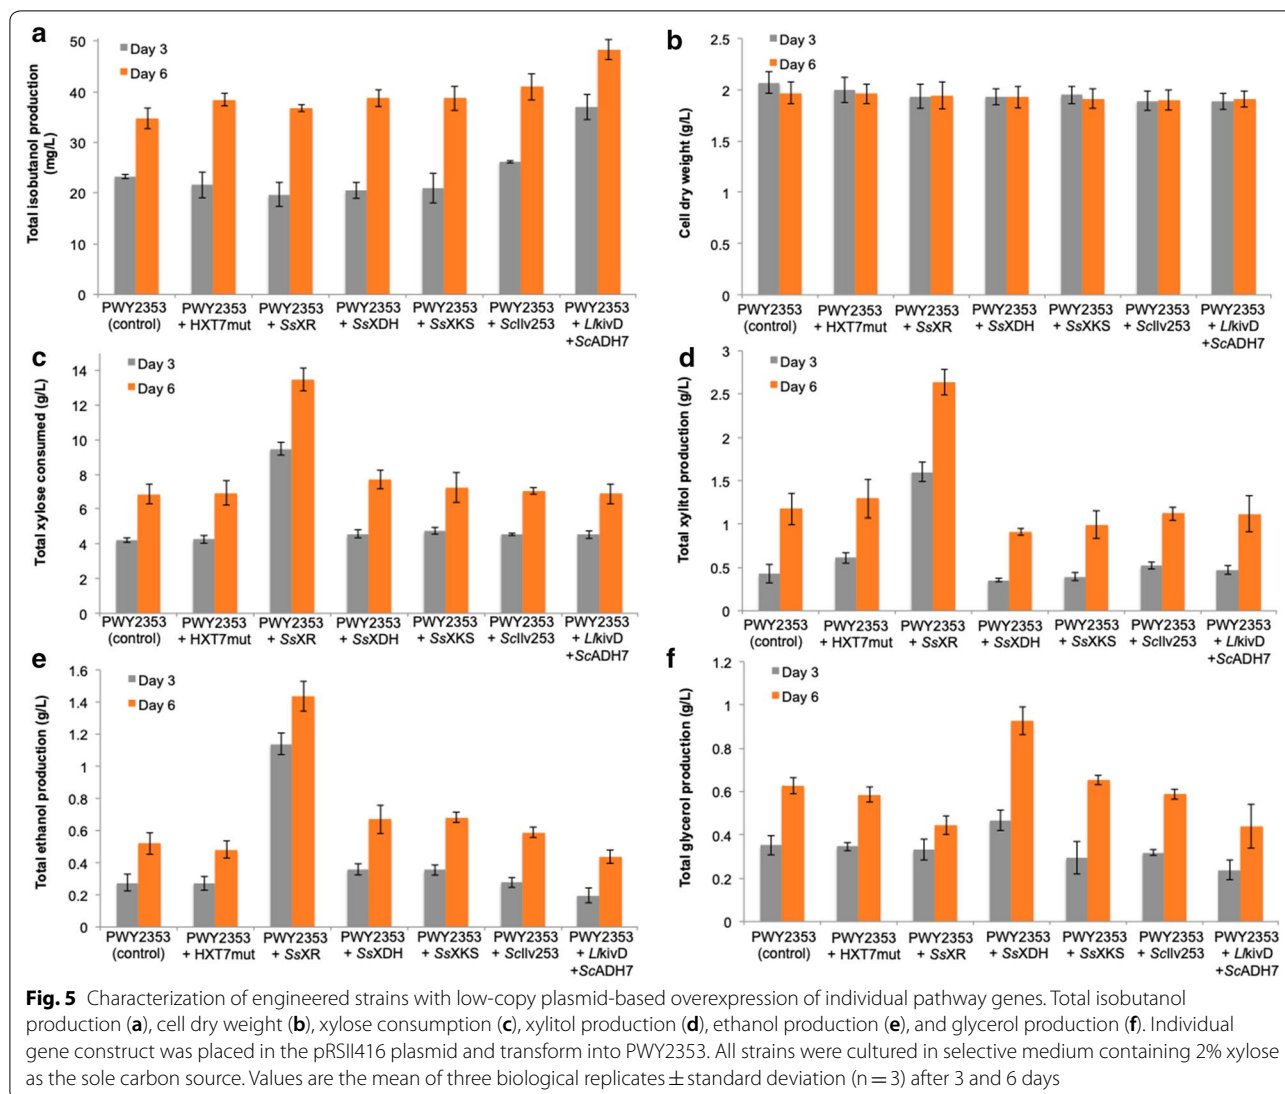 a
Total isobutanol production
(mg/L)
50
40
30
20
10
0
Day 3
Day 6
PWY2353 PWY2353 PWY2353 PWY2353 PWY2353 PWY2353 PWY2353
(control) + HXT7mut + SsXR + SsXDH + SsXKS + ScIlv253 + LlkivD
+ScADH7
b
Cell dry weight (g/L)
2.5
2
1.5
1
0.5
0
Day 3
Day 6
PWY2353 PWY2353 PWY2353 PWY2353 PWY2353 PWY2353 PWY2353
(control) + HXT7mut + SsXR + SsXDH + SsXKS + ScIlv253 + LlkivD
+ScADH7
c
Total xylose consumed (g/L)
14
12
10
8
6
4
2
0
Day 3
Day 6
PWY2353 PWY2353 PWY2353 PWY2353 PWY2353 PWY2353 PWY2353
(control) + HXT7mut + SsXR + SsXDH + SsXKS + ScIlv253 + LlkivD
+ScADH7
d
Total xylitol production (g/L)
3
2.5
2
1.5
1
0.5
0
Day 3
Day 6
PWY2353 PWY2353 PWY2353 PWY2353 PWY2353 PWY2353 PWY2353
(control) + HXT7mut + SsXR + SsXDH + SsXKS + ScIlv253 + LlkivD
+ScADH7
e
Total ethanol production (g/L)
1.6
1.4
1.2
1
0.8
0.6
0.4
0.2
0
Day 3
Day 6
PWY2353 PWY2353 PWY2353 PWY2353 PWY2353 PWY2353 PWY2353
(control) + HXT7mut + SsXR + SsXDH + SsXKS + ScIlv253 + LlkivD
+ScADH7
f
Total glycerol production (g/L)
1.2
1
0.8
0.6
0.4
0.2
0
Day 3
Day 6
PWY2353 PWY2353 PWY2353 PWY2353 PWY2353 PWY2353 PWY2353
(control) + HXT7mut + SsXR + SsXDH + SsXKS + ScIlv253 + LlkivD
+ScADH7
Fig. 5 Characterization of engineered strains with low-copy plasmid-based overexpression of individual pathway genes. Total isobutanol
production (a), cell dry weight (b), xylose consumption (c), xylitol production (d), ethanol production (e), and glycerol production (f). Individual
gene construct was placed in the pRSII416 plasmid and transform into PWY2353. All strains were cultured in selective medium containing 2% xylose
as the sole carbon source. Values are the mean of three biological replicates ± standard deviation (n = 3) after 3 and 6 days